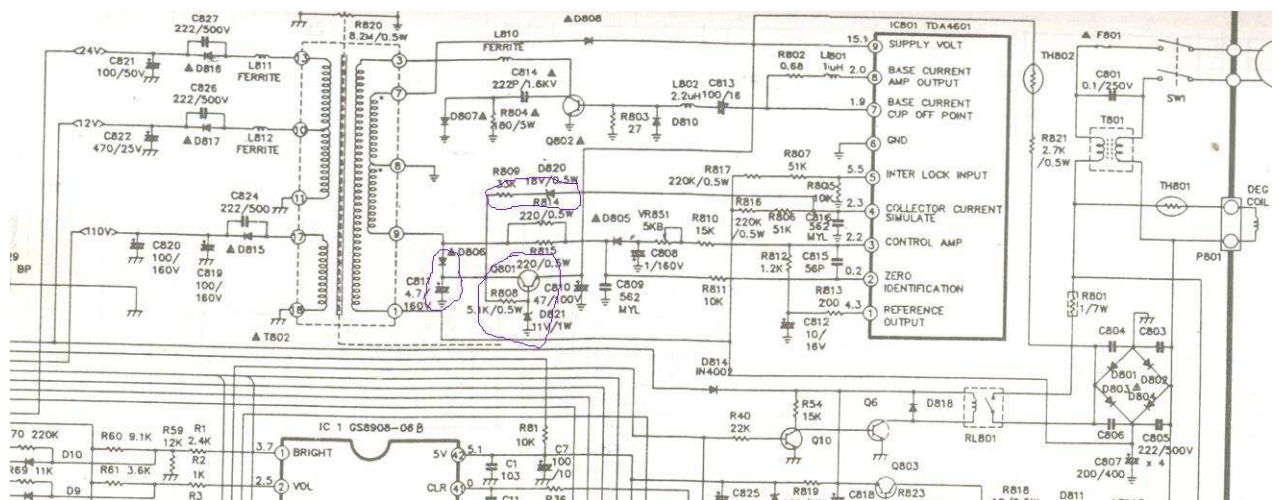 C827
222/500V
24V
C821
100/50V
D816
L811
FERRITE
C826
222/500V
12V
C822
470/25V
D817
L812
FERRITE
C824
222/500
110V
C820
100/
160V
C819
100/
160V
D815
BP
R820
8.2M/0.5W
13
10
11
17
18
3
7
8
9
1
T802
D808
L810
FERRITE
C814
222P/1.6KV
D807
R804
180/5W
Q802
R803
27
D810
L802
2.2uH
C813
100/16
R802
0.68
L801
1uH
R809
33K
D820
18V/0.5W
R814
220/0.5W
R815
220/0.5W
D806
4.7/
160V
Q801
R808
5.1K/0.5W
D821
11V/1W
C810
47/100V
D805
VR851
5KB
C808
1/160V
C809
562
MYL
R810
15K
R811
10K
R817
220K/0.5W
R807
51K
R805
10K
R816
220K
/0.5W
R806
51K
C816
562
MYL
R812
1.2K
C815
56P
R813
200
C812
10/
16V
IC801 TDA4601
15.1
9
SUPPLY VOLT
2.0
8
BASE CURRENT
AMP OUTPUT
1.9
7
BASE CURRENT
CUP OFF POINT
6
GND
5.5
5
INTER LOCK INPUT
2.3
4
COLLECTOR CURRENT
SIMULATE
2.2
3
CONTROL AMP
0.2
2
ZERO
IDENTIFICATION
4.3
1
REFERENCE
OUTPUT
TH802
F801
C801
0.1/250V
SW1
T801
R821
2.7K
/0.5W
TH801
DEG
COIL
P801
R801
1/7W
C804
C803
D801
D802
D803
D804
C806
C805
222/500V
x 4
C807
200/400
D814
IN4002
R54
15K
Q6
D818
RL801
R40
22K
Q10
Q803
C825
R819
C818
R823
R818
D811
70 220K
D10
R60 9.1K
R59
12K
R1
2.4K
R69 11K
D9
R61 3.6K
R2
1K
R3
IC 1 GS8908-06B
3.7
1
BRIGHT
2.5
2
VOL
5V
42
5.1
CLR
41
0
R81
10K
C1
103
C7
100
/10
C11
R36